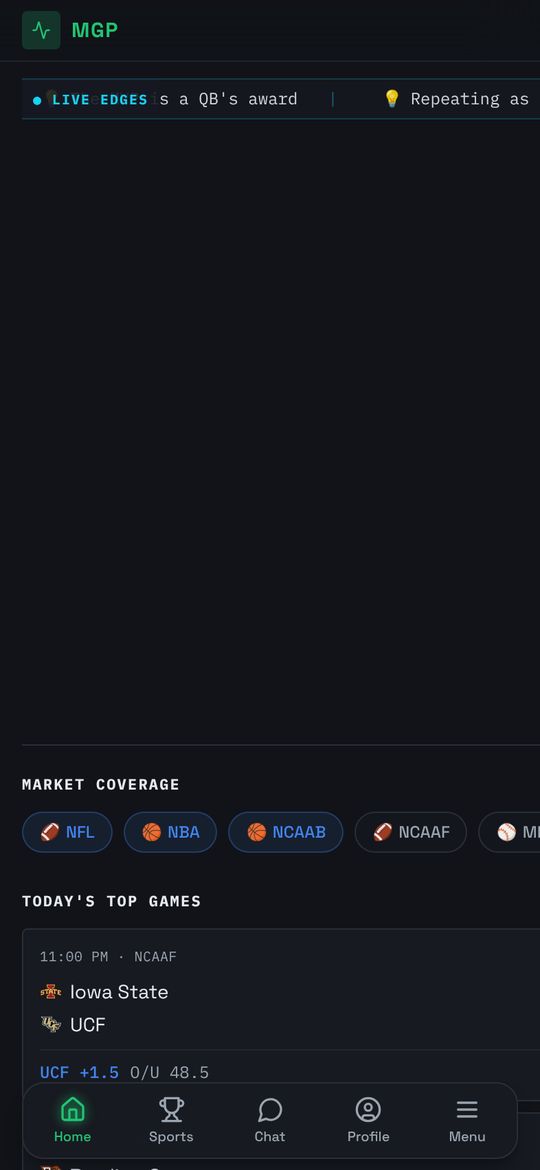 MGP
LIVE EDGES is a QB's award | 💡 Repeating as
MARKET COVERAGE
🏈 NFL 🏀 NBA 🏀 NCAAB 🏈 NCAAF ⚾
TODAY'S TOP GAMES
11:00 PM · NCAAF
Iowa State
UCF
UCF +1.5 O/U 48.5
Home Sports Chat Profile Menu